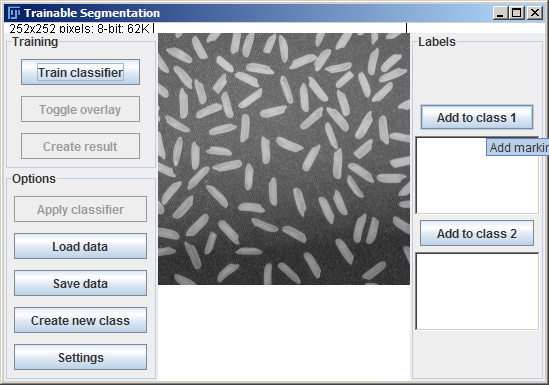 Trainable Segmentation
252x252 pixels; 8-bit; 62K
Training
Train classifier
Toggle overlay
Create result
Options
Apply classifier
Load data
Save data
Create new class
Settings
Labels
Add to class 1
Add markin
Add to class 2